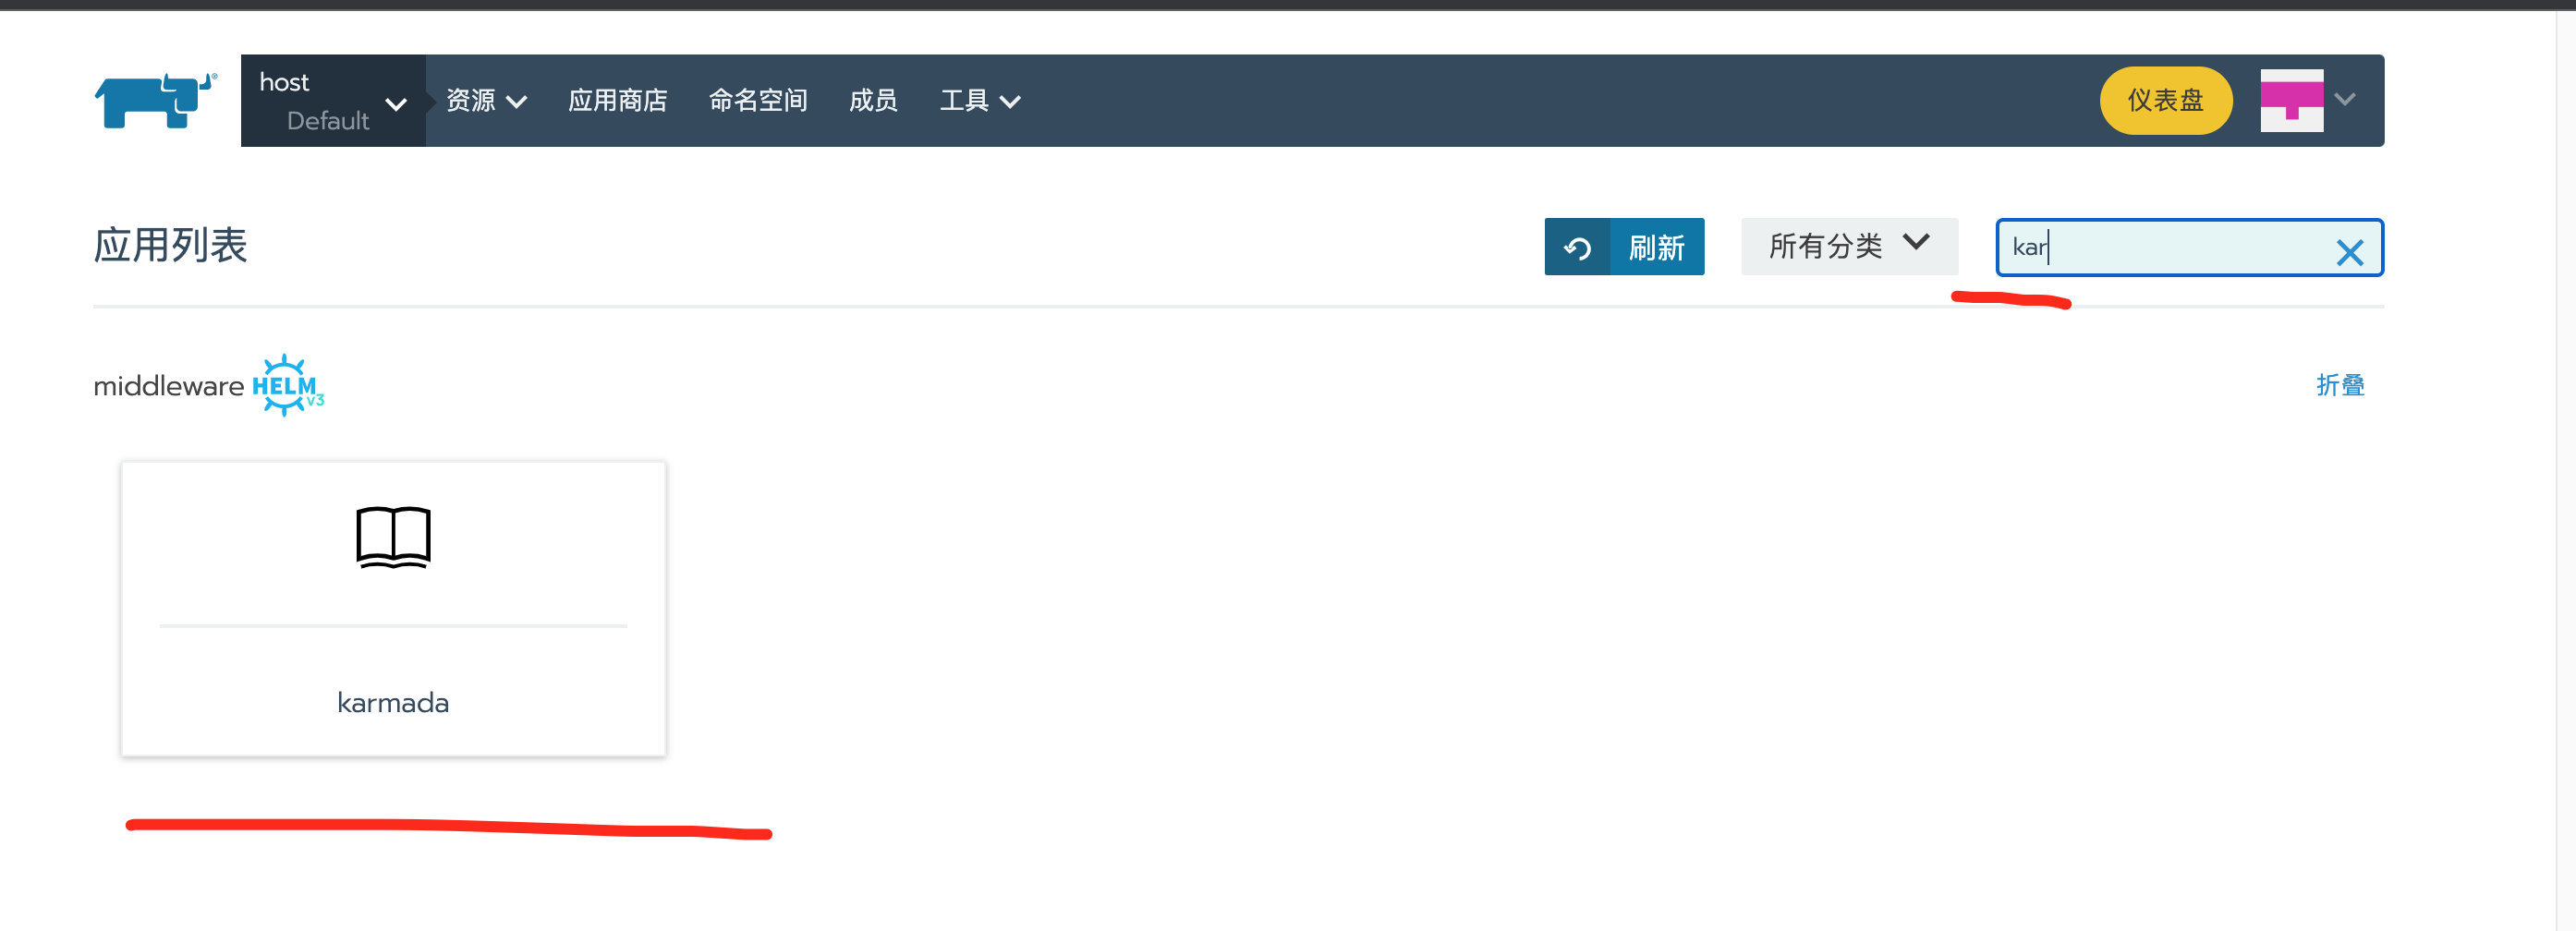 host
Default
资源
应用商店
命名空间
成员
工具
仪表盘
应用列表
刷新
所有分类
kar
middleware
HELM
v3
折叠
karmada